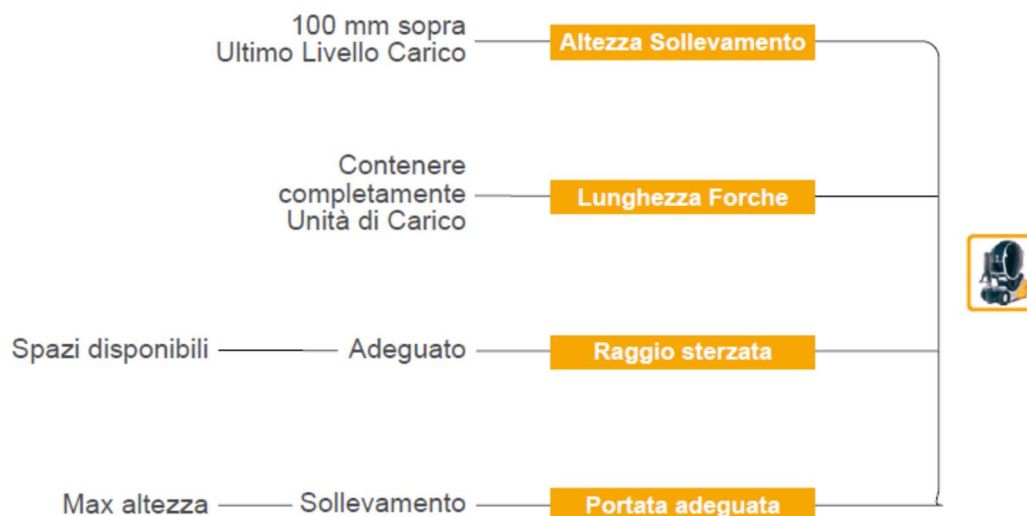 100 mm sopra
Ultimo Livello Carico
Altezza Sollevamento
Contenere
completamente
Unità di Carico
Lunghezza Forche
Spazi disponibili
Adeguato
Raggio sterzata
Max altezza
Sollevamento
Portata adeguata